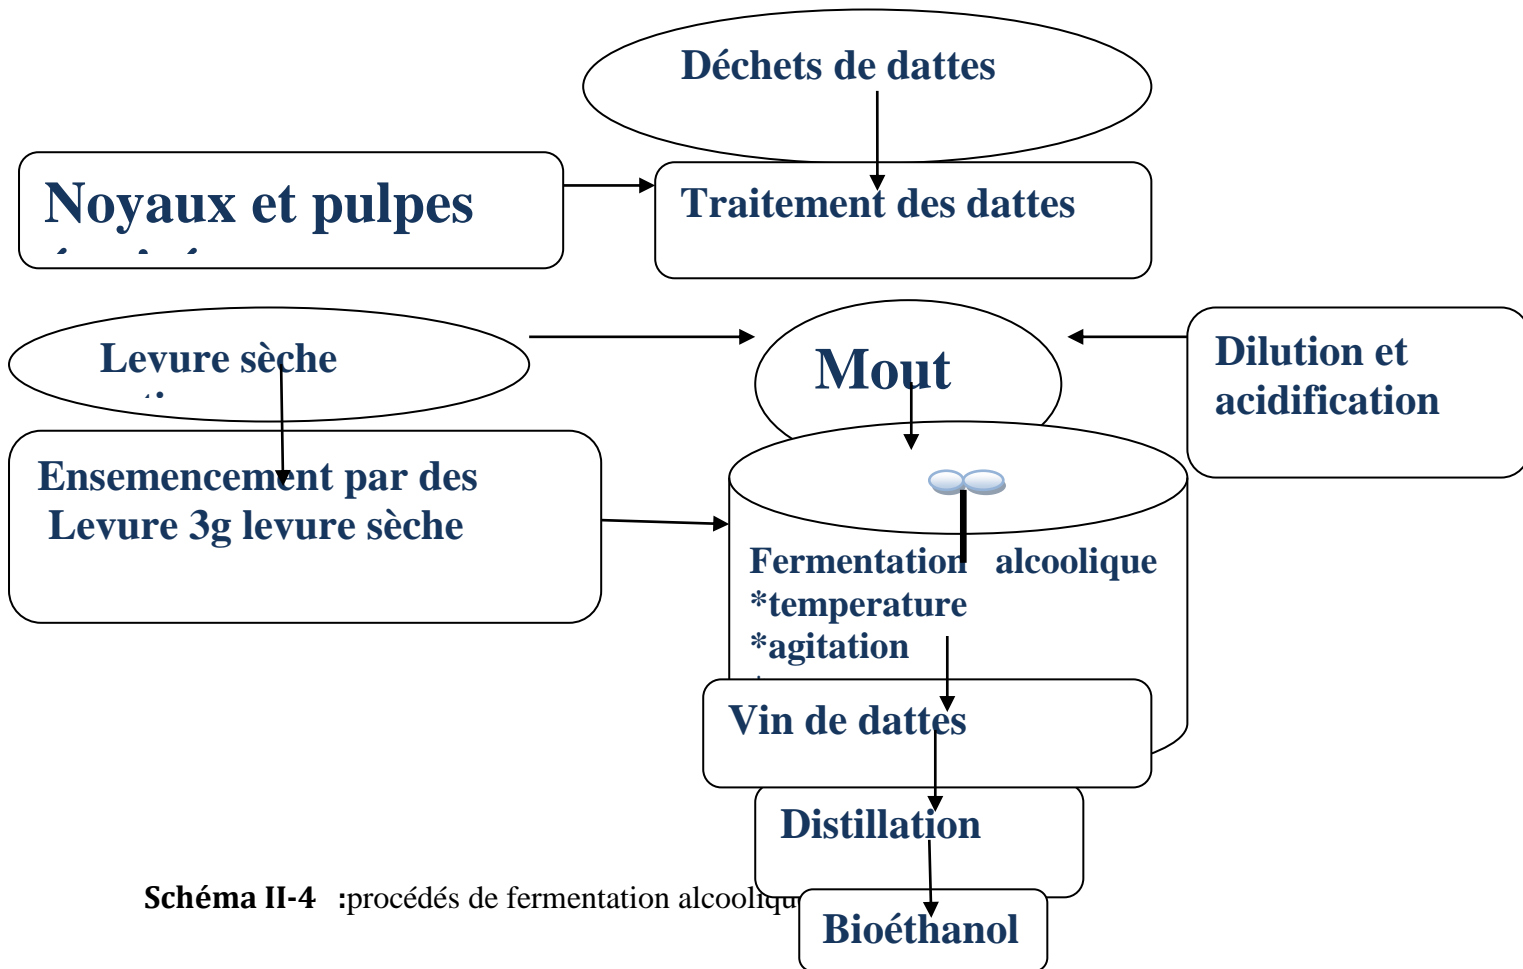 Déchets de dattes
Noyaux et pulpes
Traitement des dattes
Levure sèche
Mout
Dilution et
acidification
Ensemencement par des
Levure 3g levure sèche
Fermentation alcoolique
*temperature
*agitation
Vin de dattes
Distillation
Schéma II-4 :procédés de fermentation
Bioéthanol